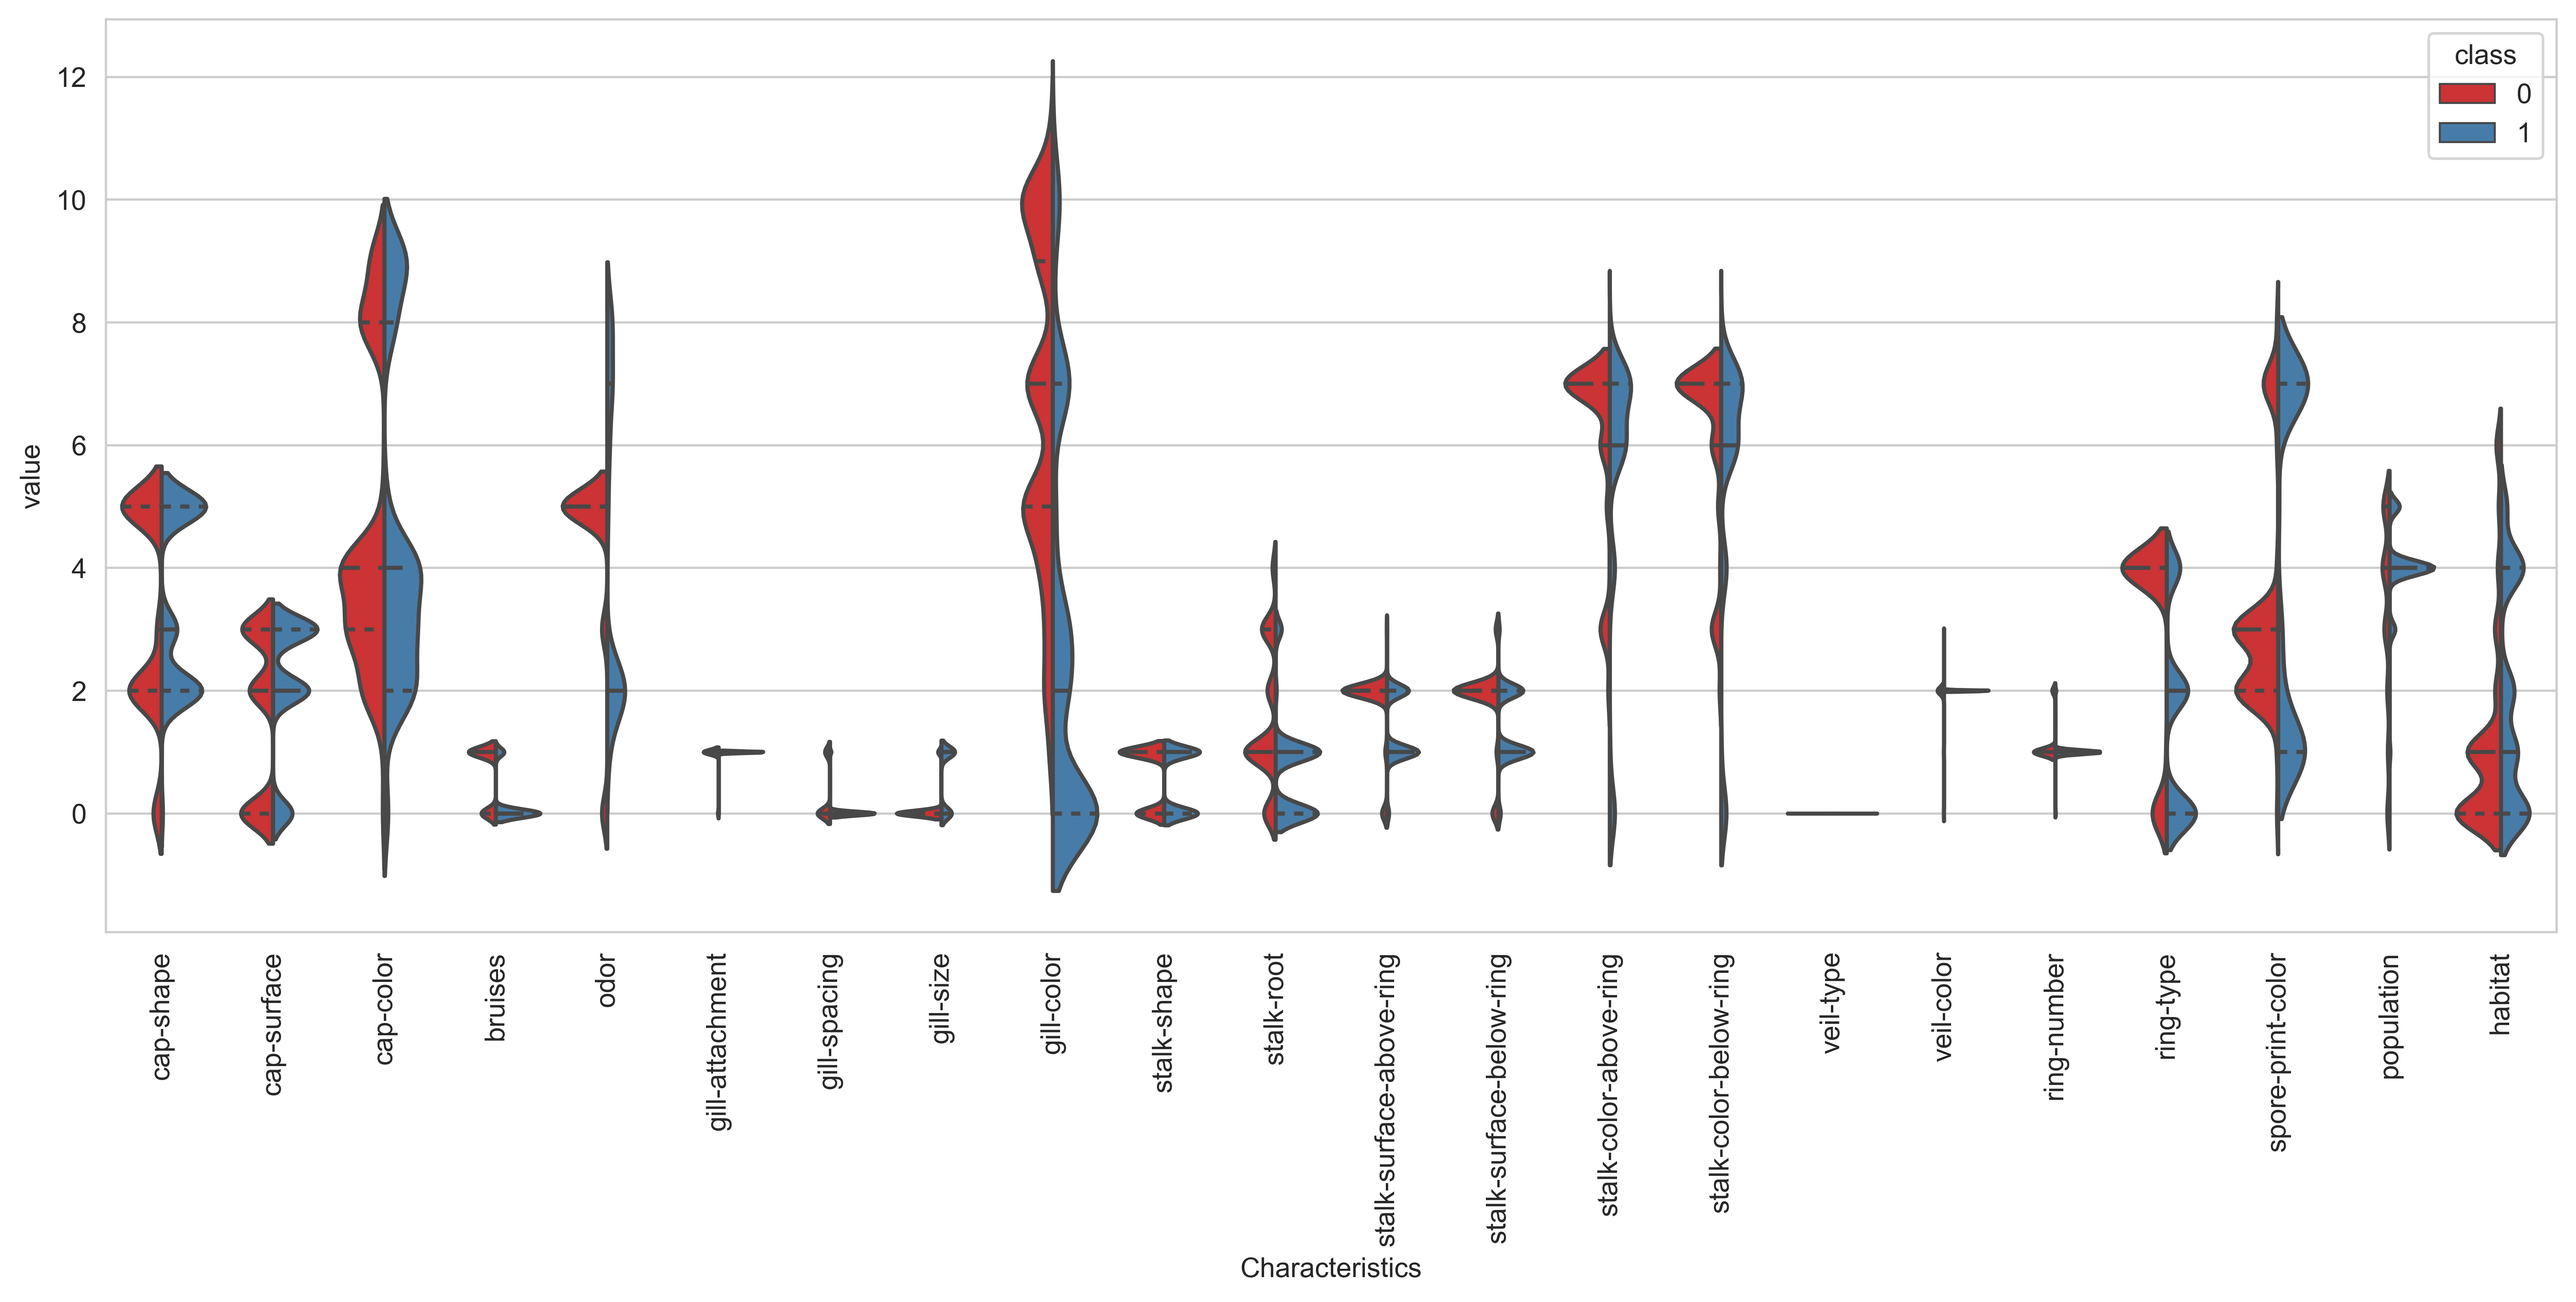 12
10
8
6
4
2
0
value
class
0
1
cap-shape
cap-surface
cap-color
bruises
odor
gill-attachment
gill-spacing
gill-size
gill-color
stalk-shape
stalk-root
stalk-surface-above-ring
stalk-surface-below-ring
stalk-color-above-ring
stalk-color-below-ring
veil-type
veil-color
ring-number
ring-type
spore-print-color
population
habitat
Characteristics